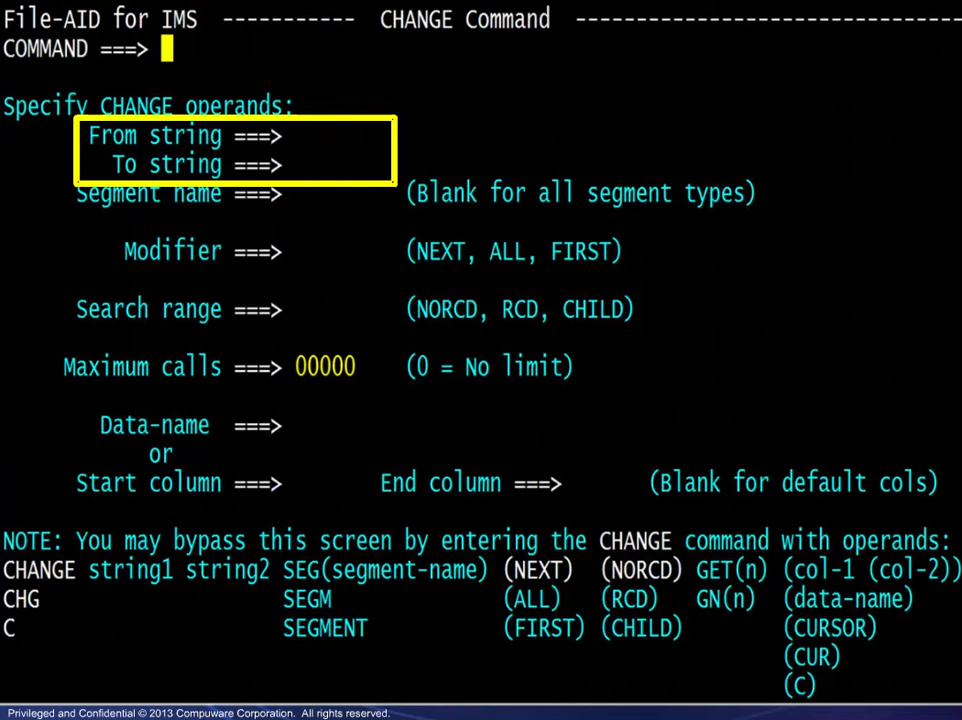 File-AID for IMS ----------- CHANGE Command --------------------------------
COMMAND ===>
Specify CHANGE operands:
From string ===>
To string ===>
Segment name ===> (Blank for all segment types)
Modifier ===> (NEXT, ALL, FIRST)
Search range ===> (NORCD, RCD, CHILD)
Maximum calls ===> 00000 (0 = No limit)
Data-name ===>
or
Start column ===> End column ===> (Blank for default cols)
NOTE: You may bypass this screen by entering the CHANGE command with operands:
CHANGE string1 string2 SEG(segment-name) (NEXT) (NORCD) GET(n) (col-1 (col-2))
CHG SEGM (ALL) (RCD) GN(n) (data-name)
C SEGMENT (FIRST) (CHILD) (CURSOR)
(CUR)
(C)
Privileged and Confidential © 2013 Compuware Corporation. All rights reserved.